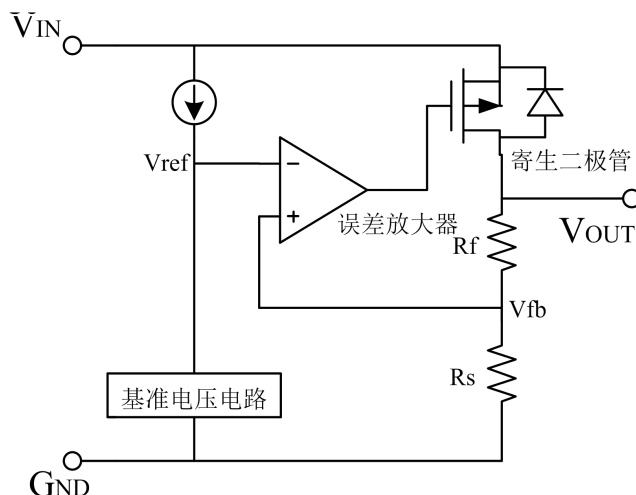 VIN
Vref
−
+
误差放大器
寄生二极管
VOUT
Rf
Vfb
Rs
基准电压电路
GND